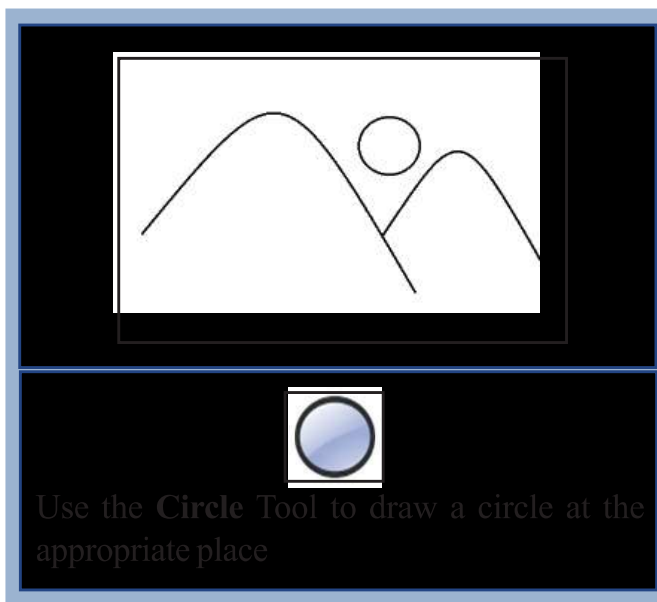 Use the Circle Tool to draw a circle at the
appropriate place